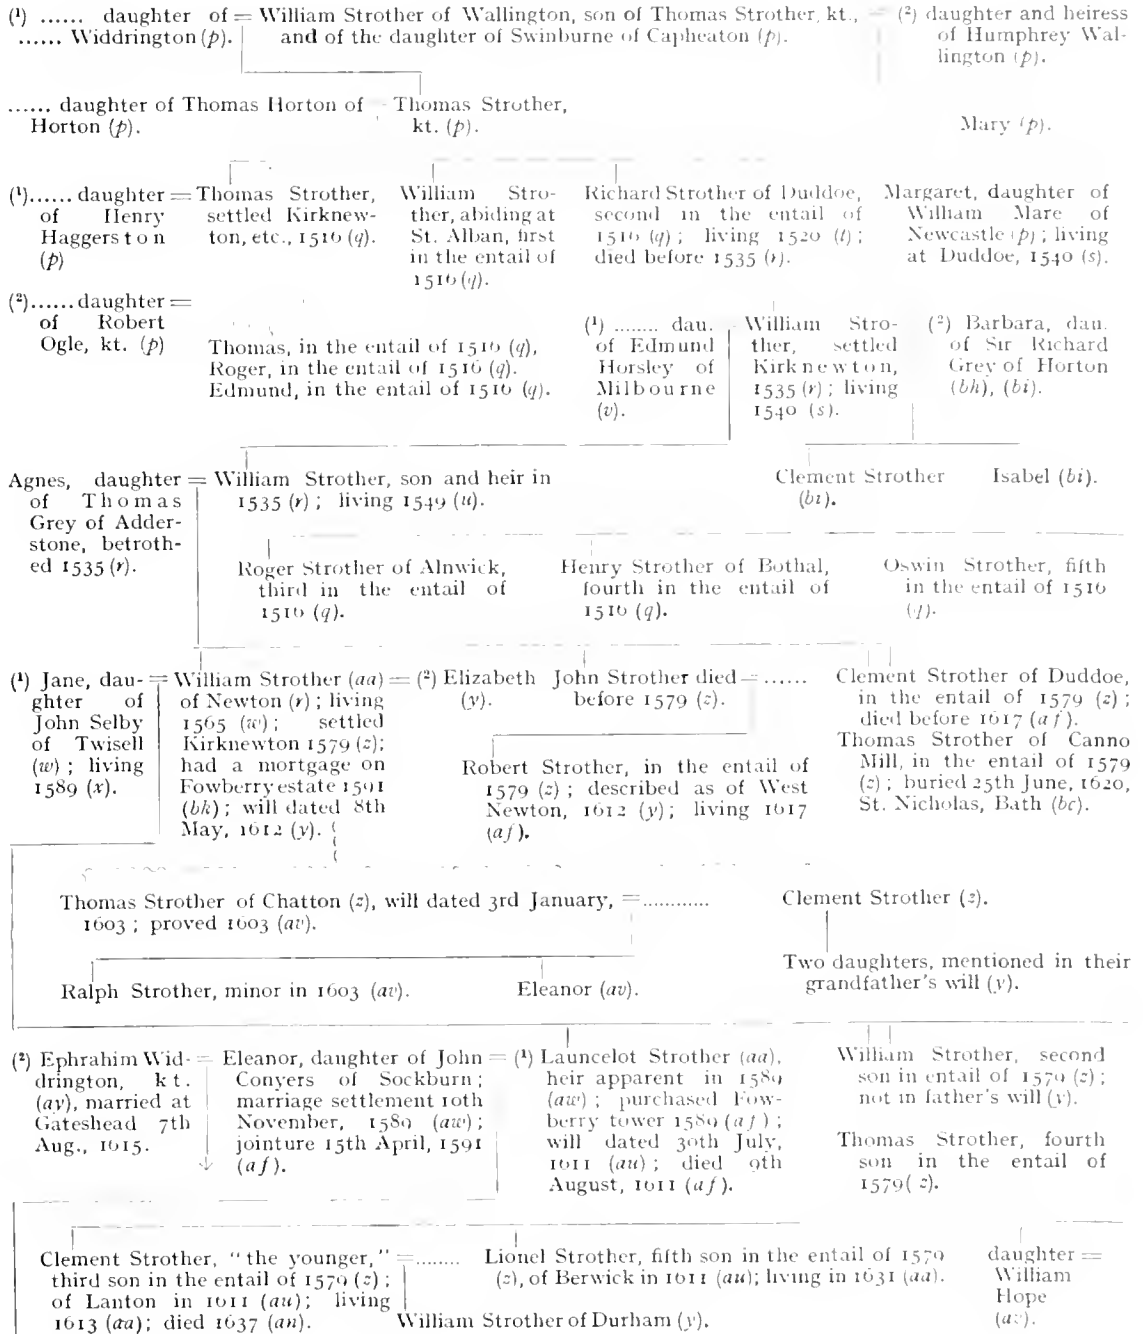 (¹) ...... daughter of = William Strother of Wallington, son of Thomas Strother, kt., = (²) daughter and heiress
...... Widdrington (p). | and of the daughter of Swinburne of Capheaton (p). of Humphrey Wal-
lington (p).
...... daughter of Thomas Horton of = Thomas Strother,
Horton (p). kt. (p). Mary (p).
(¹)...... daughter = Thomas Strother,
of Henry settled Kirknew-
Haggerston ton, etc., 1516 (q).
(p)
William Stro-
ther, abiding at
St. Alban, first
in the entail of
1516 (q).
Richard Strother of Duddoe,
second in the entail of
1516 (q); living 1520 (t);
died before 1535 (r).
Margaret, daughter of
William Mare of
Newcastle (p); living
at Duddoe, 1540 (s).
(²)...... daughter =
of Robert
Ogle, kt. (p)
Thomas, in the entail of 1516 (q),
Roger, in the entail of 1516 (q).
Edmund, in the entail of 1516 (q).
(¹) ........ dau.
of Edmund
Horsley of
Milbourne
(v).
William Stro-
ther, settled
Kirknewton,
1535 (r); living
1540 (s).
(²) Barbara, dau.
of Sir Richard
Grey of Horton
(bh), (bi).
Agnes, daughter = William Strother, son and heir in
of Thomas 1535 (r); living 1549 (u).
Grey of Adder-
stone, betroth-
ed 1535 (r).
Clement Strother
(bi).
Isabel (bi).
Roger Strother of Alnwick,
third in the entail of
1516 (q).
Henry Strother of Bothal,
fourth in the entail of
1516 (q).
Oswin Strother, fifth
in the entail of 1516
(q).
(¹) Jane, dau-
ghter of
John Selby
of Twisell
(w); living
1589 (x).
= William Strother (aa) = (²) Elizabeth
of Newton (r); living (y).
1565 (w); settled
Kirknewton 1579 (z);
had a mortgage on
Fowberry estate 1591
(bk); will dated 8th
May, 1612 (y).
John Strother died = ......
before 1579 (z).
Robert Strother, in the entail of
1579 (z); described as of West
Newton, 1612 (y); living 1617
(af).
Clement Strother of Duddoe,
in the entail of 1579 (z);
died before 1617 (af).
Thomas Strother of Canno
Mill, in the entail of 1579
(z); buried 25th June, 1620,
St. Nicholas, Bath (bc).
Thomas Strother of Chatton (z), will dated 3rd January, =............
1603; proved 1603 (av).
Clement Strother (z).
Ralph Strother, minor in 1603 (av). Eleanor (av).
Two daughters, mentioned in their
grandfather's will (y).
(²) Ephrahim Wid-
drington, kt.
(ay), married at
Gateshead 7th
Aug., 1615.
= Eleanor, daughter of John =
Conyers of Sockburn;
marriage settlement 10th
November, 1589 (aw);
jointure 15th April, 1591
(af).
(¹) Launcelot Strother (aa),
heir apparent in 1589
(aw); purchased Fow-
berry tower 1589 (af);
will dated 30th July,
1611 (au); died 9th
August, 1611 (af).
William Strother, second
son in entail of 1579 (z);
not in father's will (y).
Thomas Strother, fourth
son in the entail of
1579( z).
Clement Strother, "the younger," =........
third son in the entail of 1579 (z);
of Lanton in 1611 (au); living
1613 (aa); died 1637 (an).
Lionel Strother, fifth son in the entail of 1579
(z), of Berwick in 1611 (au); living in 1631 (aa).
William Strother of Durham (y).
daughter =
William
Hope